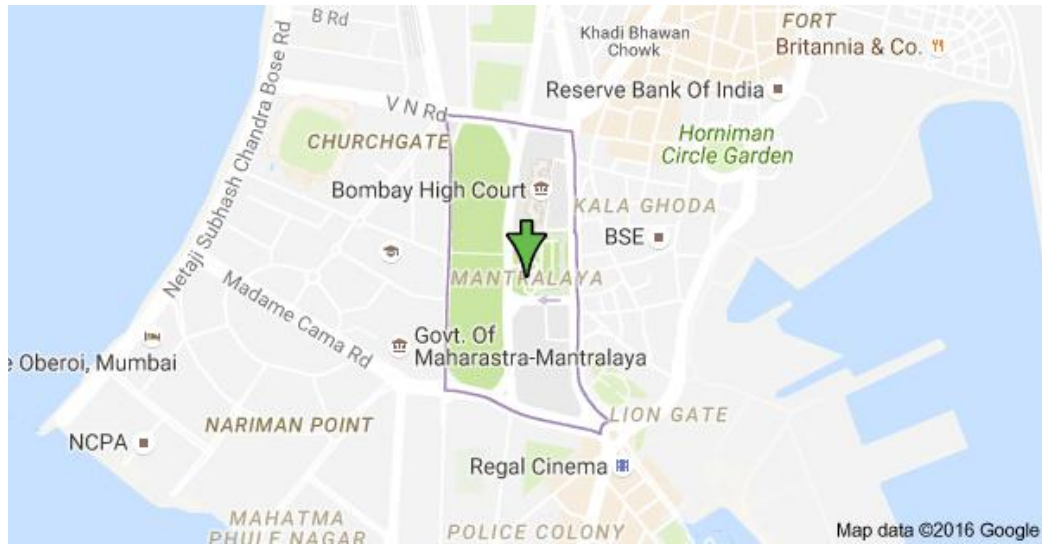 B Rd
Netaji Subhash Chandra Bose Rd
V N Rd
CHURCHGATE
Khadi Bhawan
Chowk
FORT
Britannia & Co.
Reserve Bank Of India
Horniman
Circle Garden
Bombay High Court
KALA GHODA
BSE
MANTRALAYA
Madame Cama Rd
Govt. Of
Maharastra-Mantralaya
e Oberoi, Mumbai
NARIMAN POINT
LION GATE
NCPA
Regal Cinema
MAHATMA
PHULE NAGAR
POLICE COLONY
Map data ©2016 Google